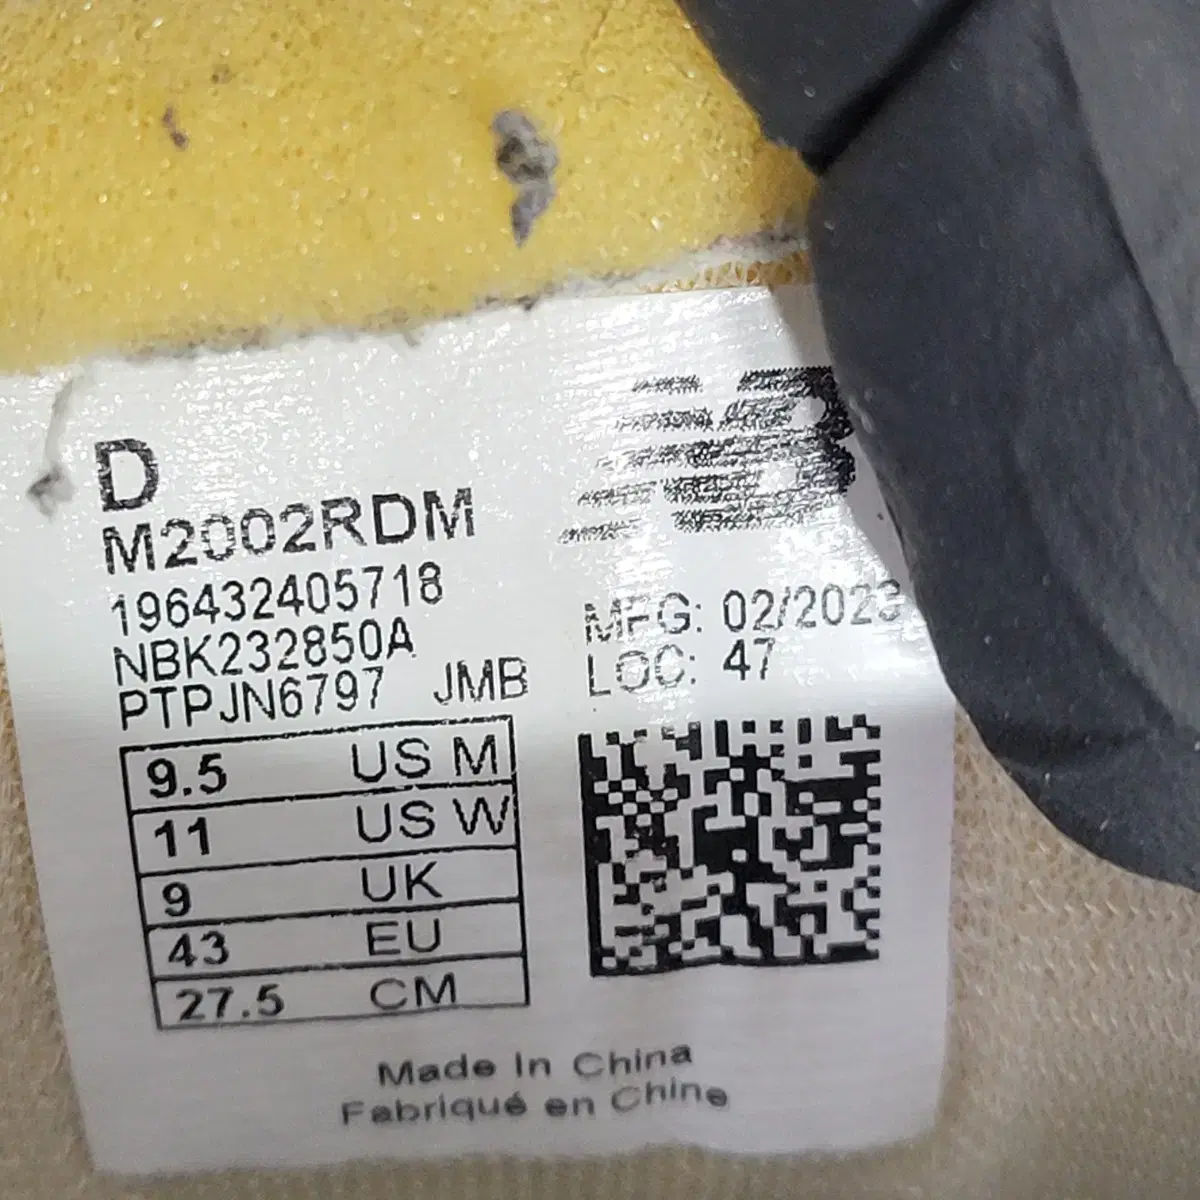 D
M2002RDM
196432405718
NBK232850A
PTPJN6797 JMB
MFG: 02/2023
LOC: 47
9.5 US M
11 US W
9 UK
43 EU
27.5 CM
Made In China
Fabriqué en Chine